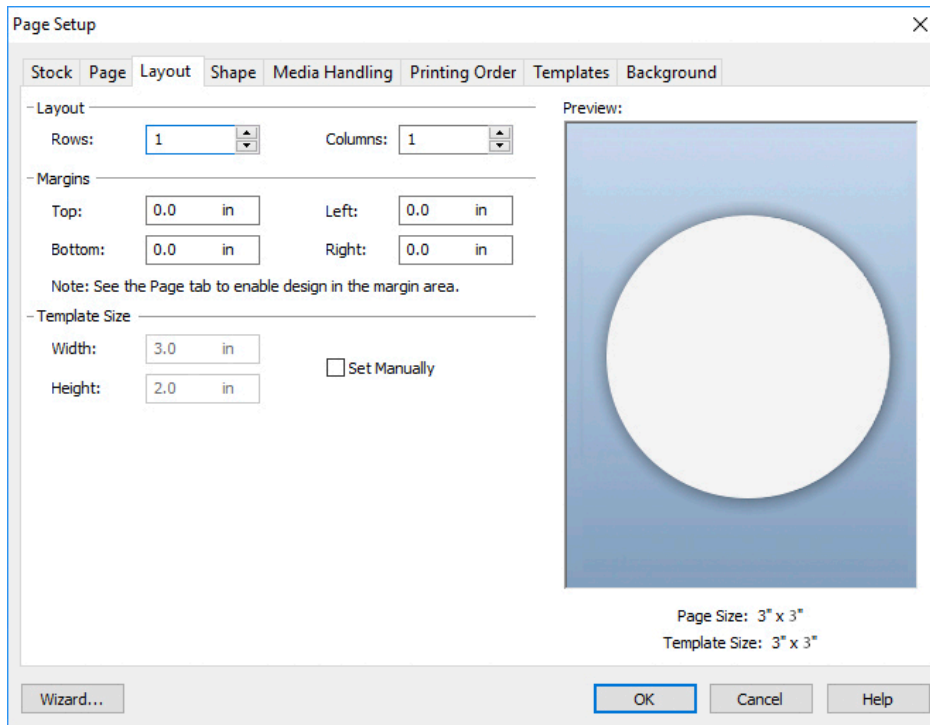 Page Setup
Stock Page Layout Shape Media Handling Printing Order Templates Background
Layout
Rows: 1 Columns: 1
Margins
Top: 0.0 in Left: 0.0 in
Bottom: 0.0 in Right: 0.0 in
Note: See the Page tab to enable design in the margin area.
Template Size
Width: 3.0 in
Set Manually
Height: 2.0 in
Preview:
Page Size: 3" x 3"
Template Size: 3" x 3"
Wizard... OK Cancel Help